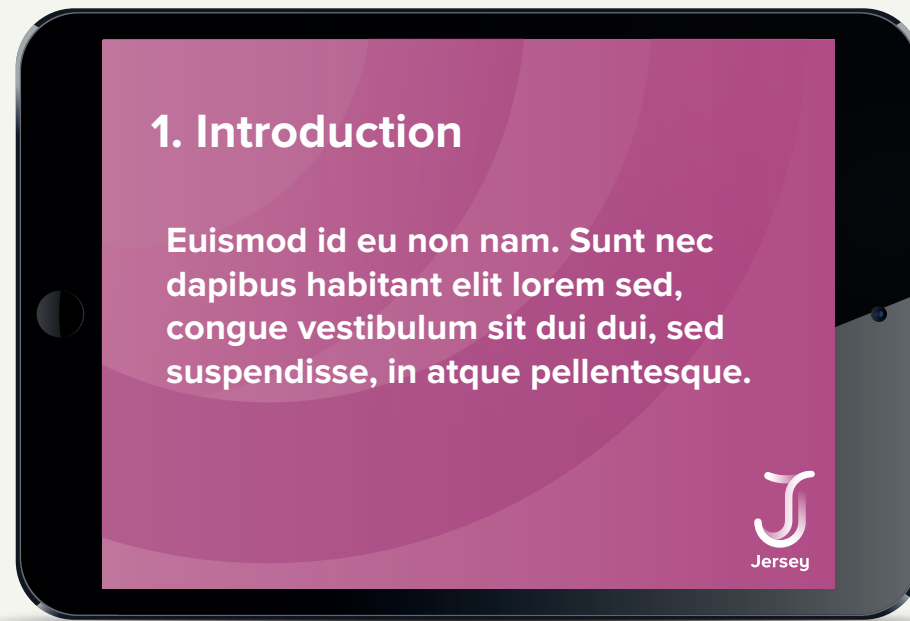 1. Introduction
Euismod id eu non nam. Sunt nec
dapibus habitant elit lorem sed,
congue vestibulum sit dui dui, sed
suspendisse, in atque pellentesque.
Jersey